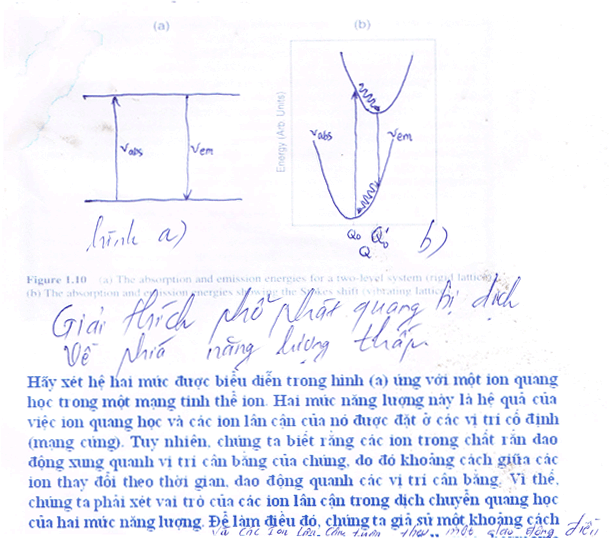 (a) (b)
Energy (Arb. Units)
νabs νem
νabs νem
Q₀ Q₀'
Q
hình a) b)
Figure 1.10 (a) The absorption and emission energies for a two-level system (rigid lattice)
(b) The absorption and emission energies showing the Stokes shift (vibrating lattice)
Giải thích phổ phát quang bị dịch
về phía năng lượng thấp.
Hãy xét hệ hai mức được biểu diễn trong hình (a) ứng với một ion quang
học trong một mạng tinh thể ion. Hai mức năng lượng này là hệ quả của
việc ion quang học và các ion lân cận của nó được đặt ở các vị trí cố định
(mạng cứng). Tuy nhiên, chúng ta biết rằng các ion trong chất rắn dao
động xung quanh vị trí cân bằng của chúng, do đó khoảng cách giữa các
ion thay đổi theo thời gian, dao động quanh các vị trí cân bằng. Vì thế,
chúng ta phải xét vai trò của các ion lân cận trong dịch chuyển quang học
của hai mức năng lượng. Để làm điều đó, chúng ta giả sử một khoảng cách
và các ion lân cận tuân theo một dao động điều